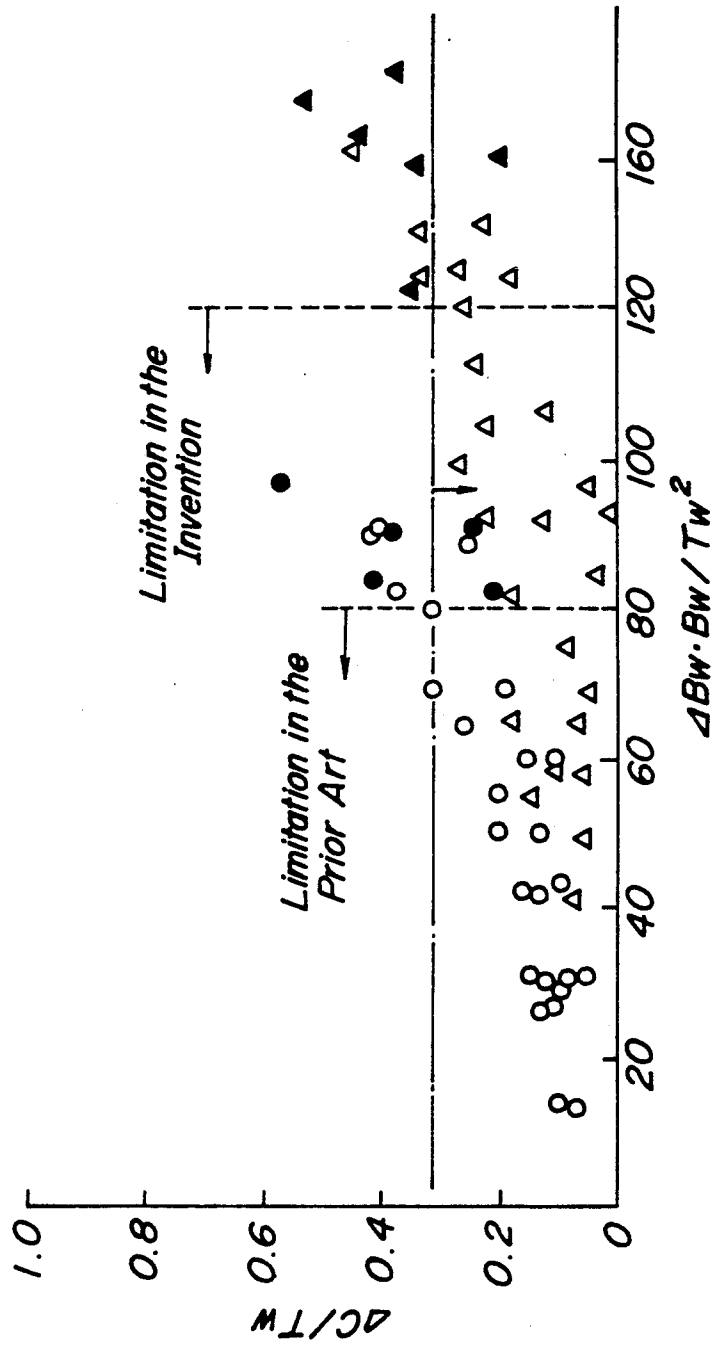 1.0
0.8
0.6
0.4
0.2
0
ΔC/Tw
Limitation in the
Prior Art
Limitation in the
Invention
20
40
60
80
100
120
160
ΔBw·Bw/Tw²